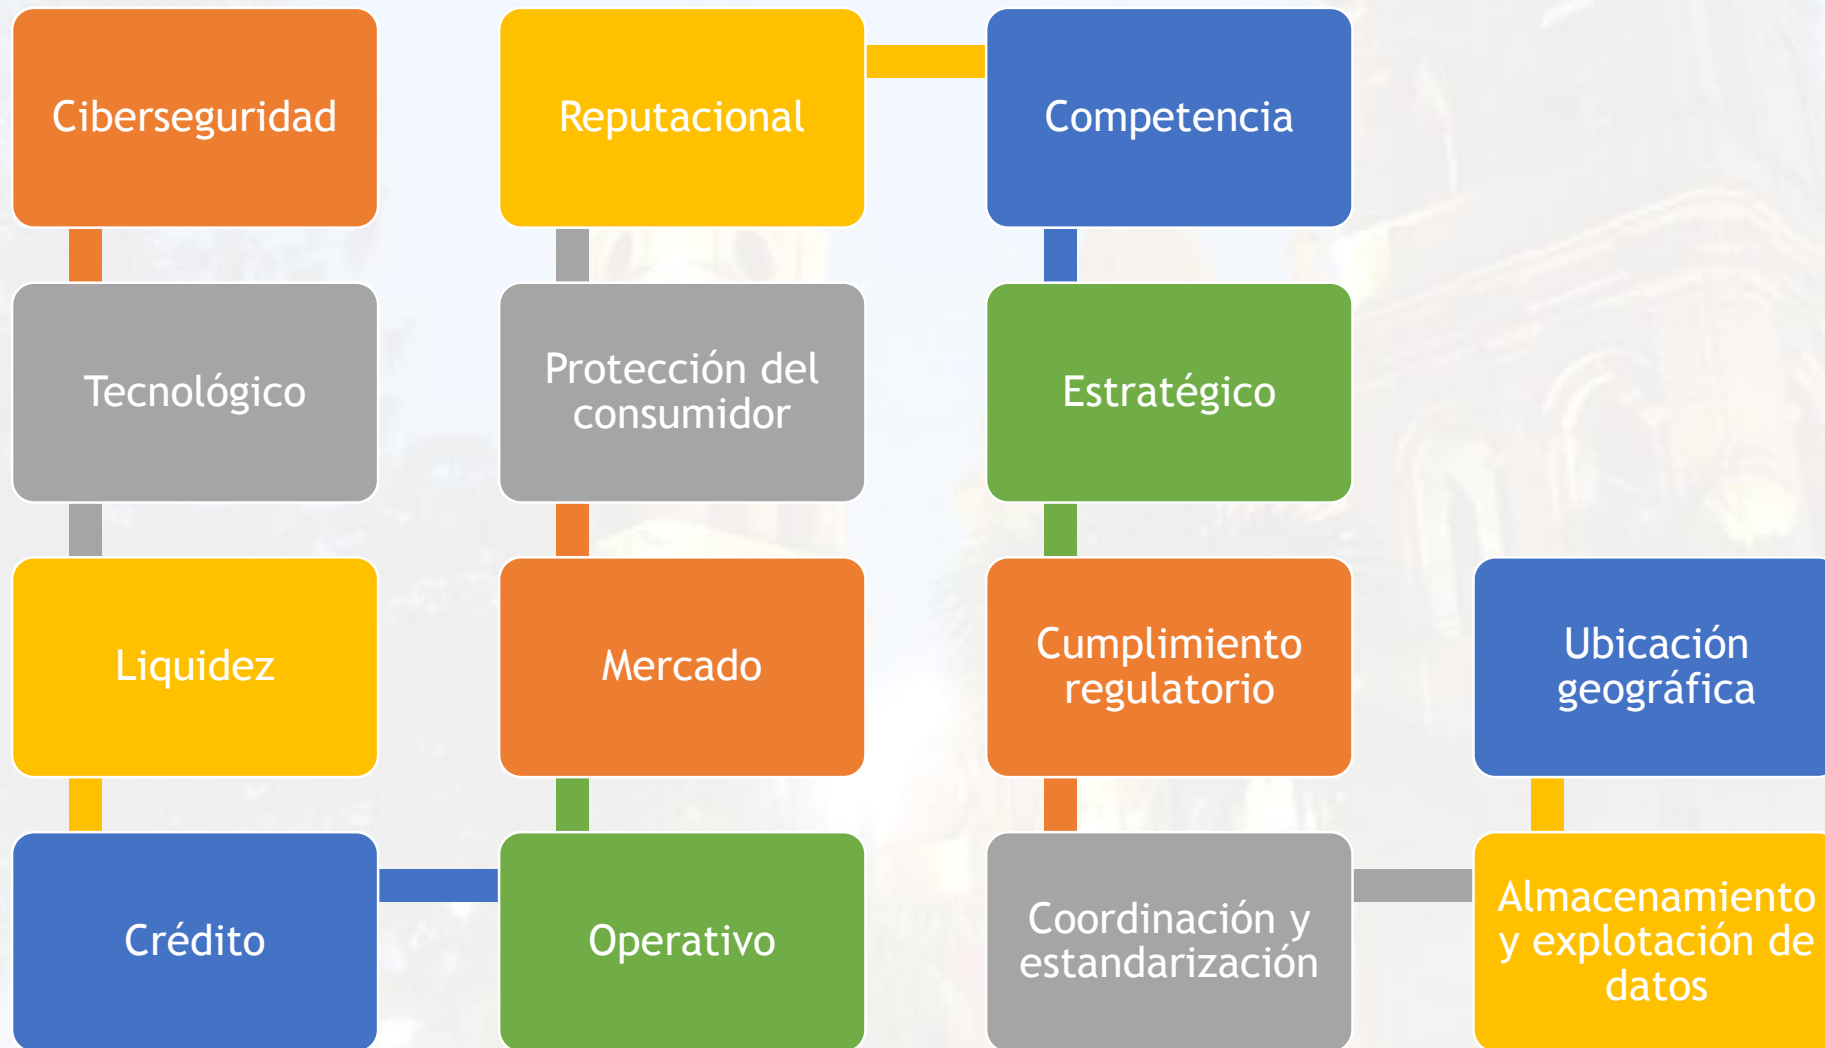 Ciberseguridad
Tecnológico
Liquidez
Crédito
Operativo
Mercado
Protección del
consumidor
Reputacional
Competencia
Estratégico
Cumplimiento
regulatorio
Coordinación y
estandarización
Almacenamiento
y explotación de
datos
Ubicación
geográfica